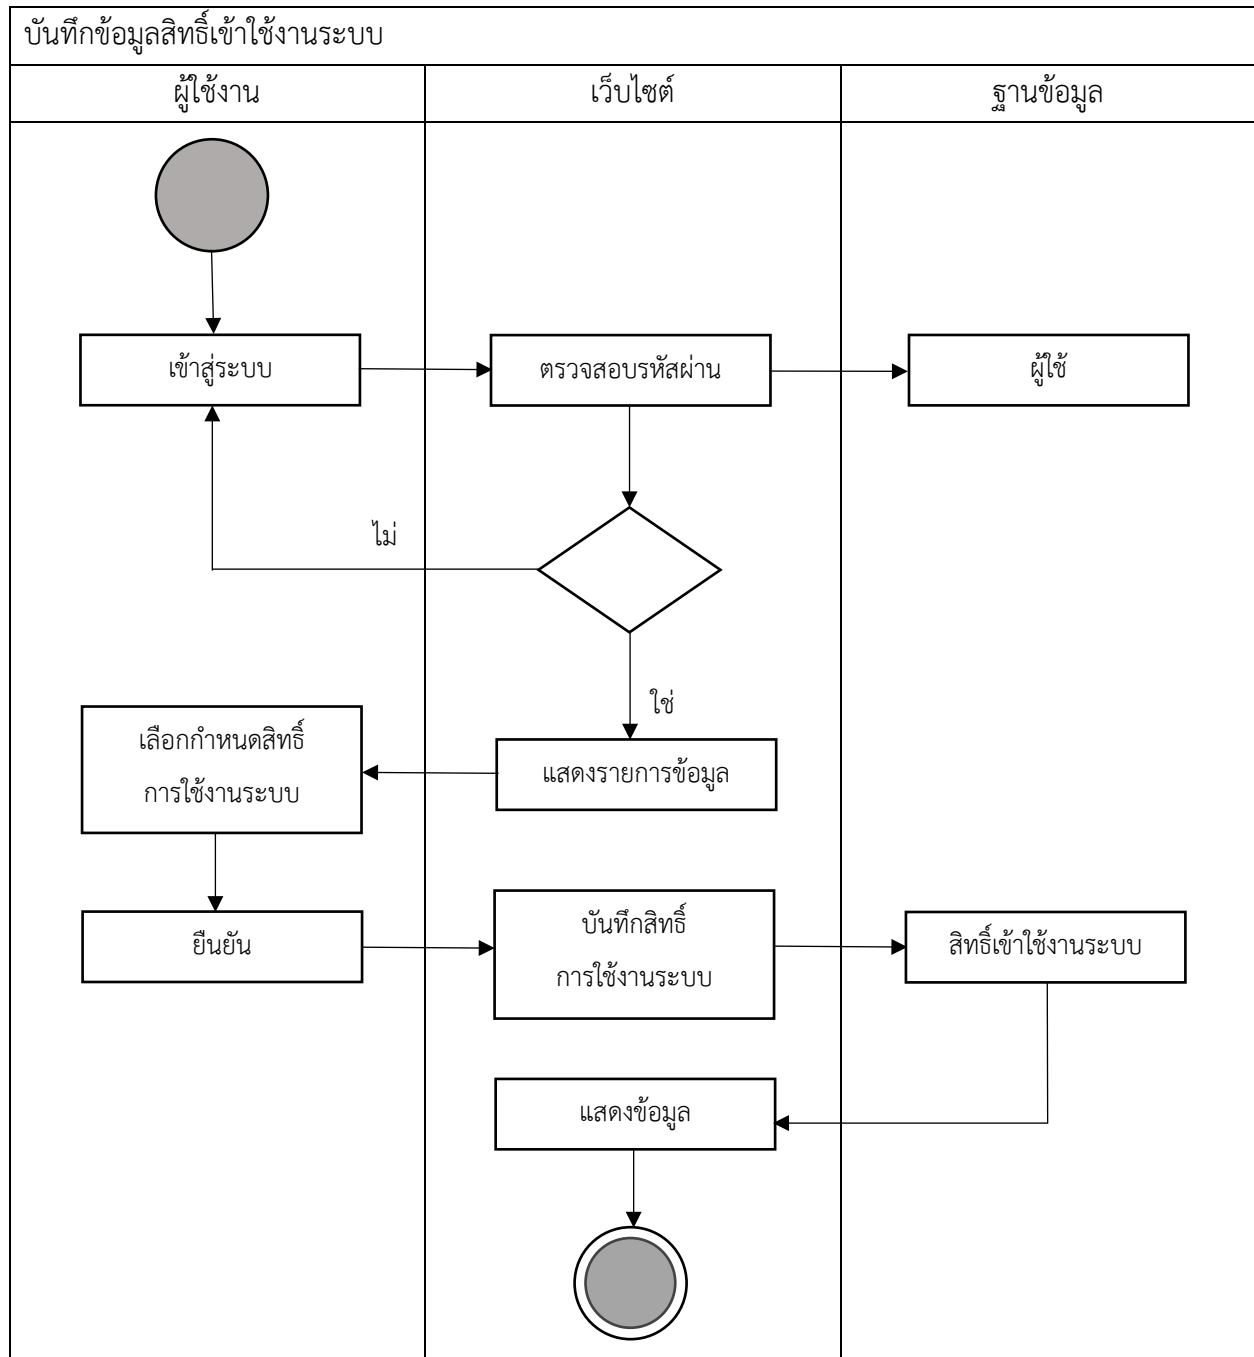 บันทึกข้อมูลสิทธิ์เข้าใช้งานระบบ
ผู้ใช้งาน
เว็บไซต์
ฐานข้อมูล
เข้าสู่ระบบ
ตรวจสอบรหัสผ่าน
ผู้ใช้
ไม่
ใช่
เลือกกำหนดสิทธิ์
การใช้งานระบบ
แสดงรายการข้อมูล
ยืนยัน
บันทึกสิทธิ์
การใช้งานระบบ
สิทธิ์เข้าใช้งานระบบ
แสดงข้อมูล